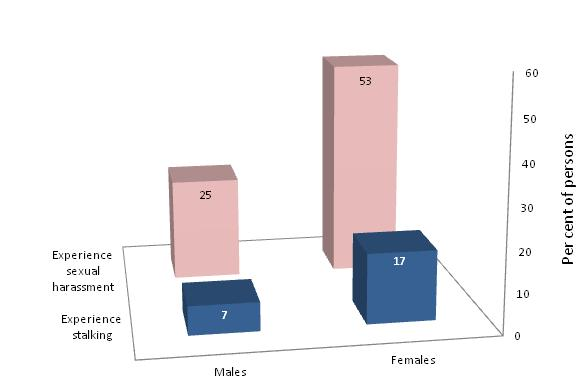 53
25
17
7
Experience
sexual
harassment
Experience
stalking
Males
Females
60
50
40
30
20
10
0
Per cent of persons